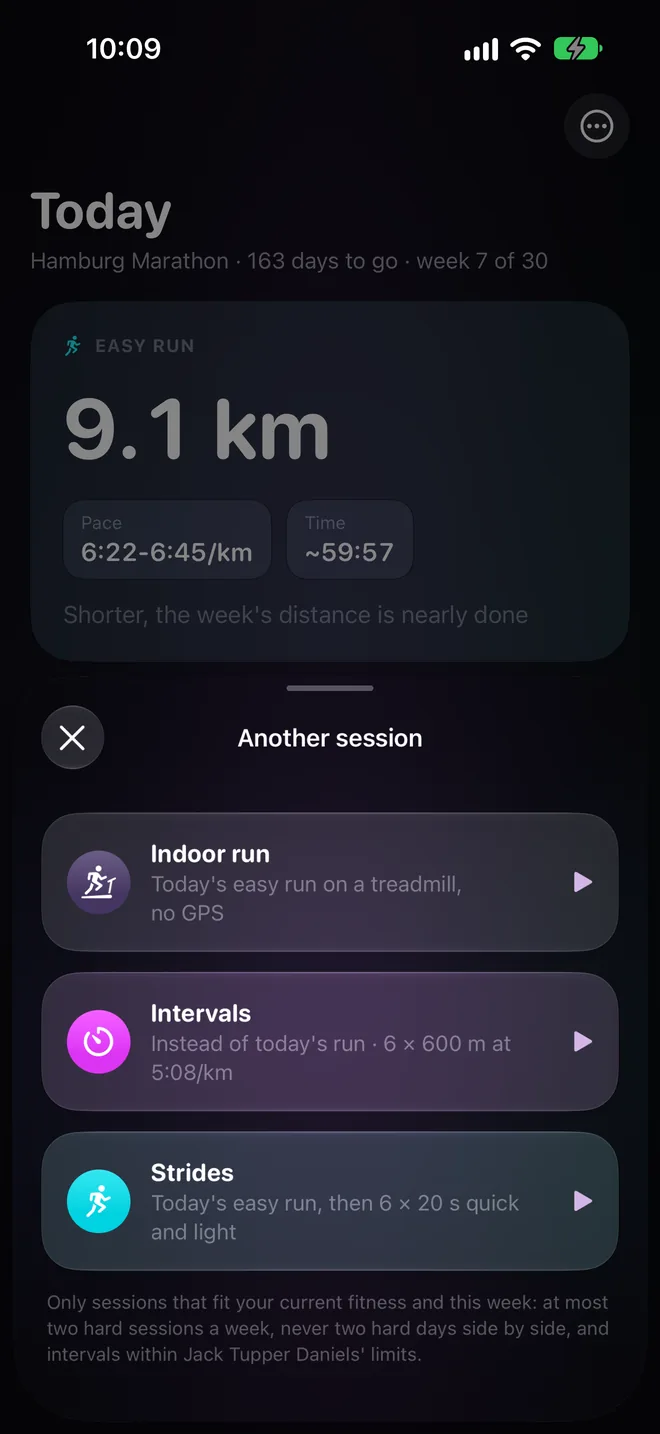 10:09
Today
Hamburg Marathon · 163 days to go · week 7 of 30
EASY RUN
9.1 km
Pace
6:22-6:45/km
Time
~59:57
Shorter, the week's distance is nearly done
Another session
Indoor run
Today's easy run on a treadmill,
no GPS
Intervals
Instead of today's run · 6 × 600 m at
5:08/km
Strides
Today's easy run, then 6 × 20 s quick
and light
Only sessions that fit your current fitness and this week: at most
two hard sessions a week, never two hard days side by side, and
intervals within Jack Tupper Daniels' limits.